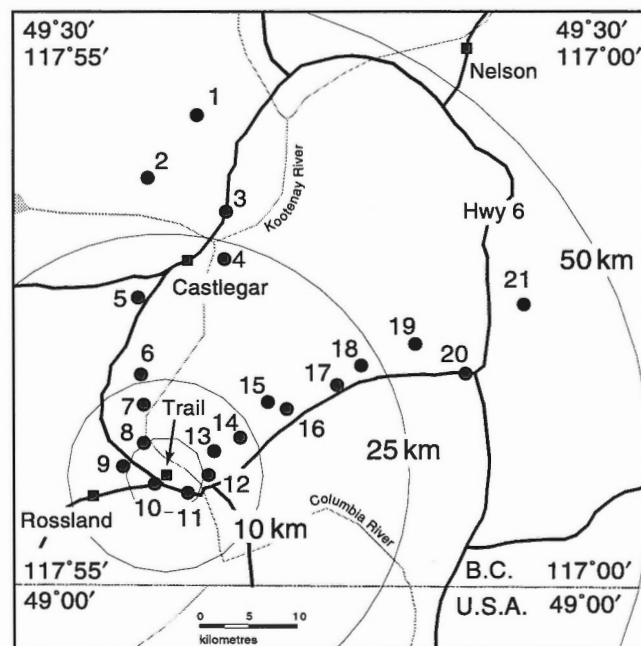 49˚30' 49˚30'
117˚55' 117˚00'
Nelson
1
2
3
Kootenay River
Hwy 6
4
50 km
Castlegar
21
5
19
18
20
6
17
15
7
Trail
16
14
8
13
25 km
9
12
10
11
Rossland
10 km
Columbia River
117˚55' B.C. 117˚00'
49˚00' U.S.A. 49˚00'
0 5 10
kilometres